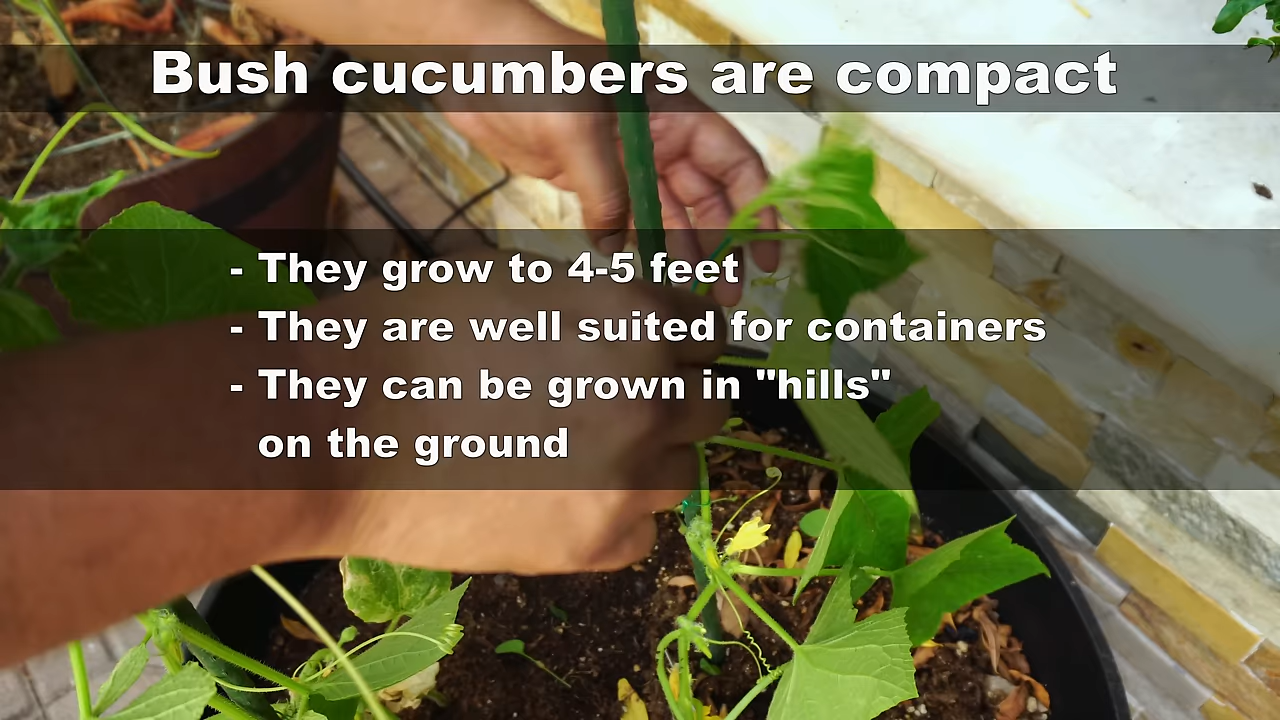 Bush cucumbers are compact
- They grow to 4-5 feet
- They are well suited for containers
- They can be grown in "hills"
on the ground